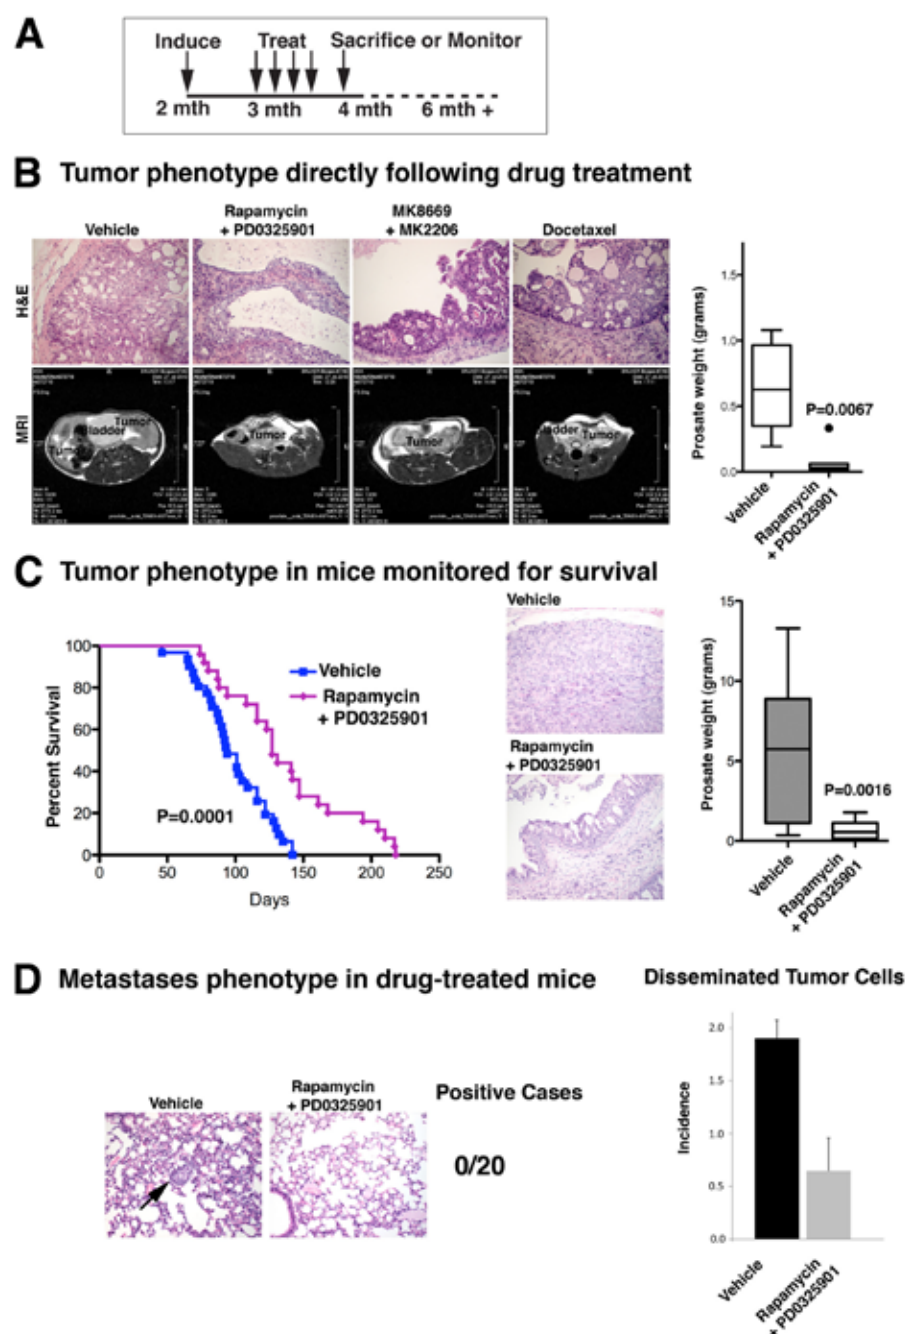 A
Induce Treat Sacrifice or Monitor
2 mth 3 mth 4 mth 6 mth +
B Tumor phenotype directly following drug treatment
Vehicle
Rapamycin
+ PD0325901
MK8669
+ MK2206
Docetaxel
H&E
MRI
Tumor
Bladder
Tumor
Tumor
Tumor
Bladder
Tumor
Prosate weight (grams)
1.5
1.0
0.5
0.0
P=0.0067
Vehicle
Rapamycin
+ PD0325901
C Tumor phenotype in mice monitored for survival
Percent Survival
100
80
60
40
20
0
0 50 100 150 200 250
Days
Vehicle
Rapamycin
+ PD0325901
P=0.0001
Vehicle
Rapamycin
+ PD0325901
Prosate weight (grams)
15
10
5
0
P=0.0016
Vehicle
Rapamycin
+ PD0325901
D Metastases phenotype in drug-treated mice
Vehicle
Rapamycin
+ PD0325901
Positive Cases
0/20
Disseminated Tumor Cells
Incidence
2.0
1.5
1.0
0.5
0.0
Vehicle
Rapamycin
+ PD0325901